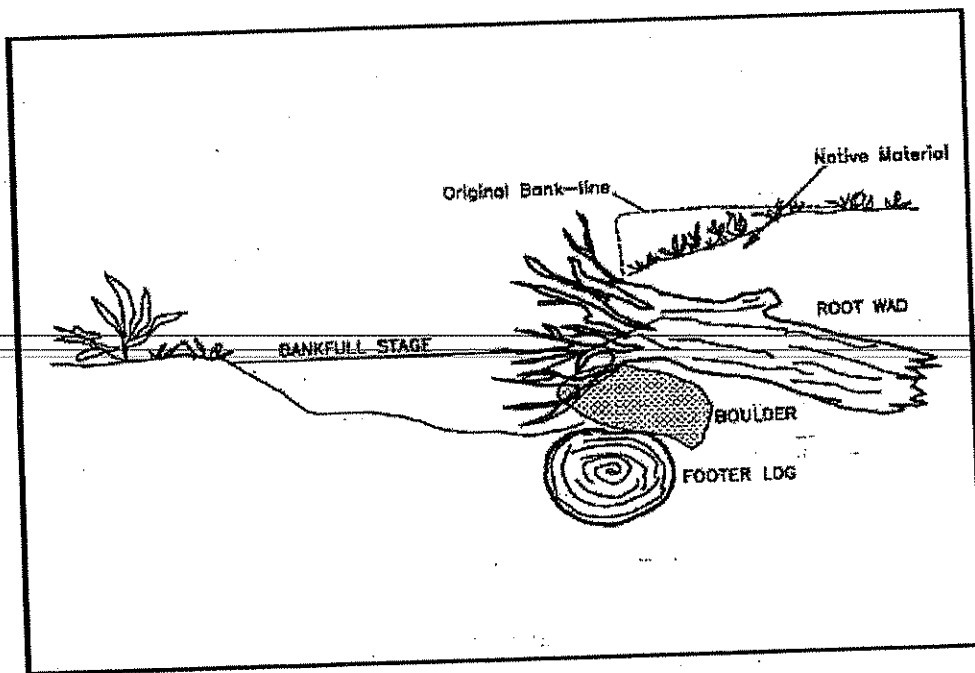 Native Material
Original Bank-line
ROOT WAD
BANKFULL STAGE
BOULDER
FOOTER LOG